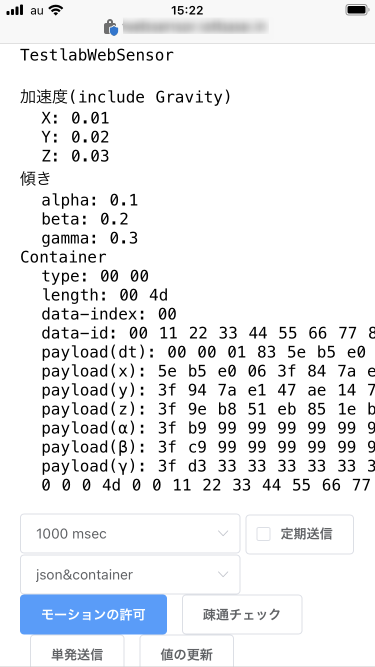 au 15:22
TestlabWebSensor
加速度(include Gravity)
X: 0.01
Y: 0.02
Z: 0.03
傾き
alpha: 0.1
beta: 0.2
gamma: 0.3
Container
type: 00 00
length: 00 4d
data-index: 00
data-id: 00 11 22 33 44 55 66 77 8
payload(dt): 00 00 01 83 5e b5 e0
payload(x): 5e b5 e0 06 3f 84 7a e
payload(y): 3f 94 7a e1 47 ae 14 7
payload(z): 3f 9e b8 51 eb 85 1e b
payload(α): 3f b9 99 99 99 99 99 9
payload(β): 3f c9 99 99 99 99 99 9
payload(γ): 3f d3 33 33 33 33 33 3
0 0 0 4d 0 0 11 22 33 44 55 66 77
1000 msec 定期送信
json&container
モーションの許可 疎通チェック
単発送信 値の更新